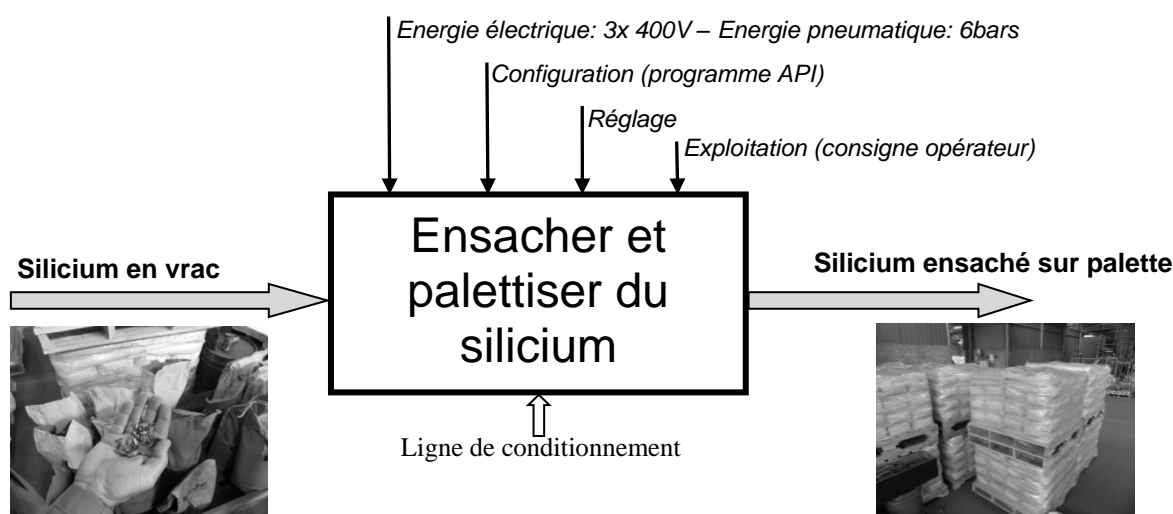 Energie électrique: 3x 400V – Energie pneumatique: 6bars
Configuration (programme API)
Réglage
Exploitation (consigne opérateur)
Ensacher et
palettiser du
silicium
Silicium en vrac
Silicium ensaché sur palette
Ligne de conditionnement